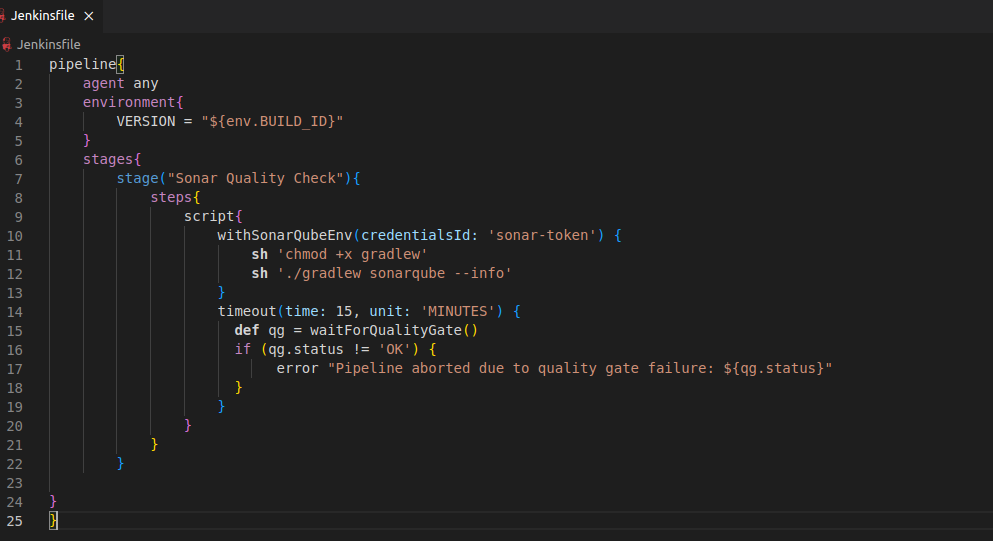 Jenkinsfile ×
Jenkinsfile
1 pipeline{
2     agent any
3     environment{
4         VERSION = "${env.BUILD_ID}"
5     }
6     stages{
7         stage("Sonar Quality Check"){
8             steps{
9                 script{
10                     withSonarQubeEnv(credentialsId: 'sonar-token') {
11                         sh 'chmod +x gradlew'
12                         sh './gradlew sonarqube --info'
13                     }
14                     timeout(time: 15, unit: 'MINUTES') {
15                       def qg = waitForQualityGate()
16                       if (qg.status != 'OK') {
17                            error "Pipeline aborted due to quality gate failure: ${qg.status}"
18                       }
19                     }
20                 }
21             }
22         }
23
24 }
25 }